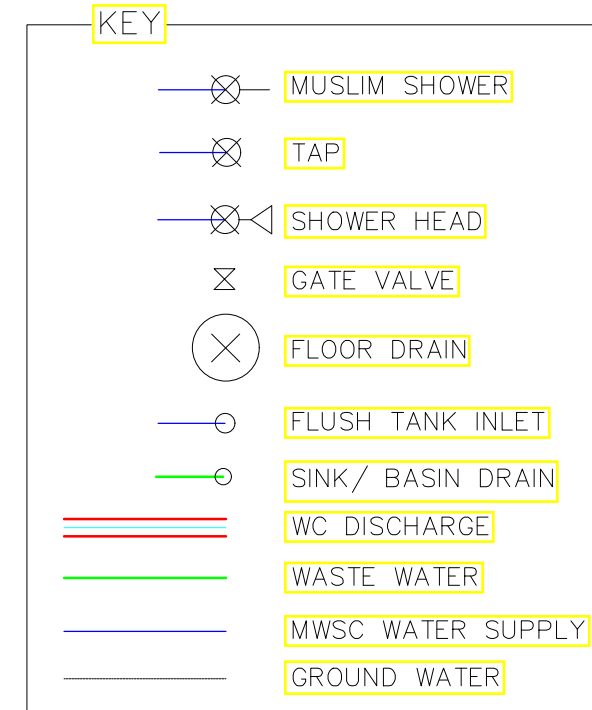 KEY
MUSLIM SHOWER
TAP
SHOWER HEAD
GATE VALVE
FLOOR DRAIN
FLUSH TANK INLET
SINK/ BASIN DRAIN
WC DISCHARGE
WASTE WATER
MWSC WATER SUPPLY
GROUND WATER